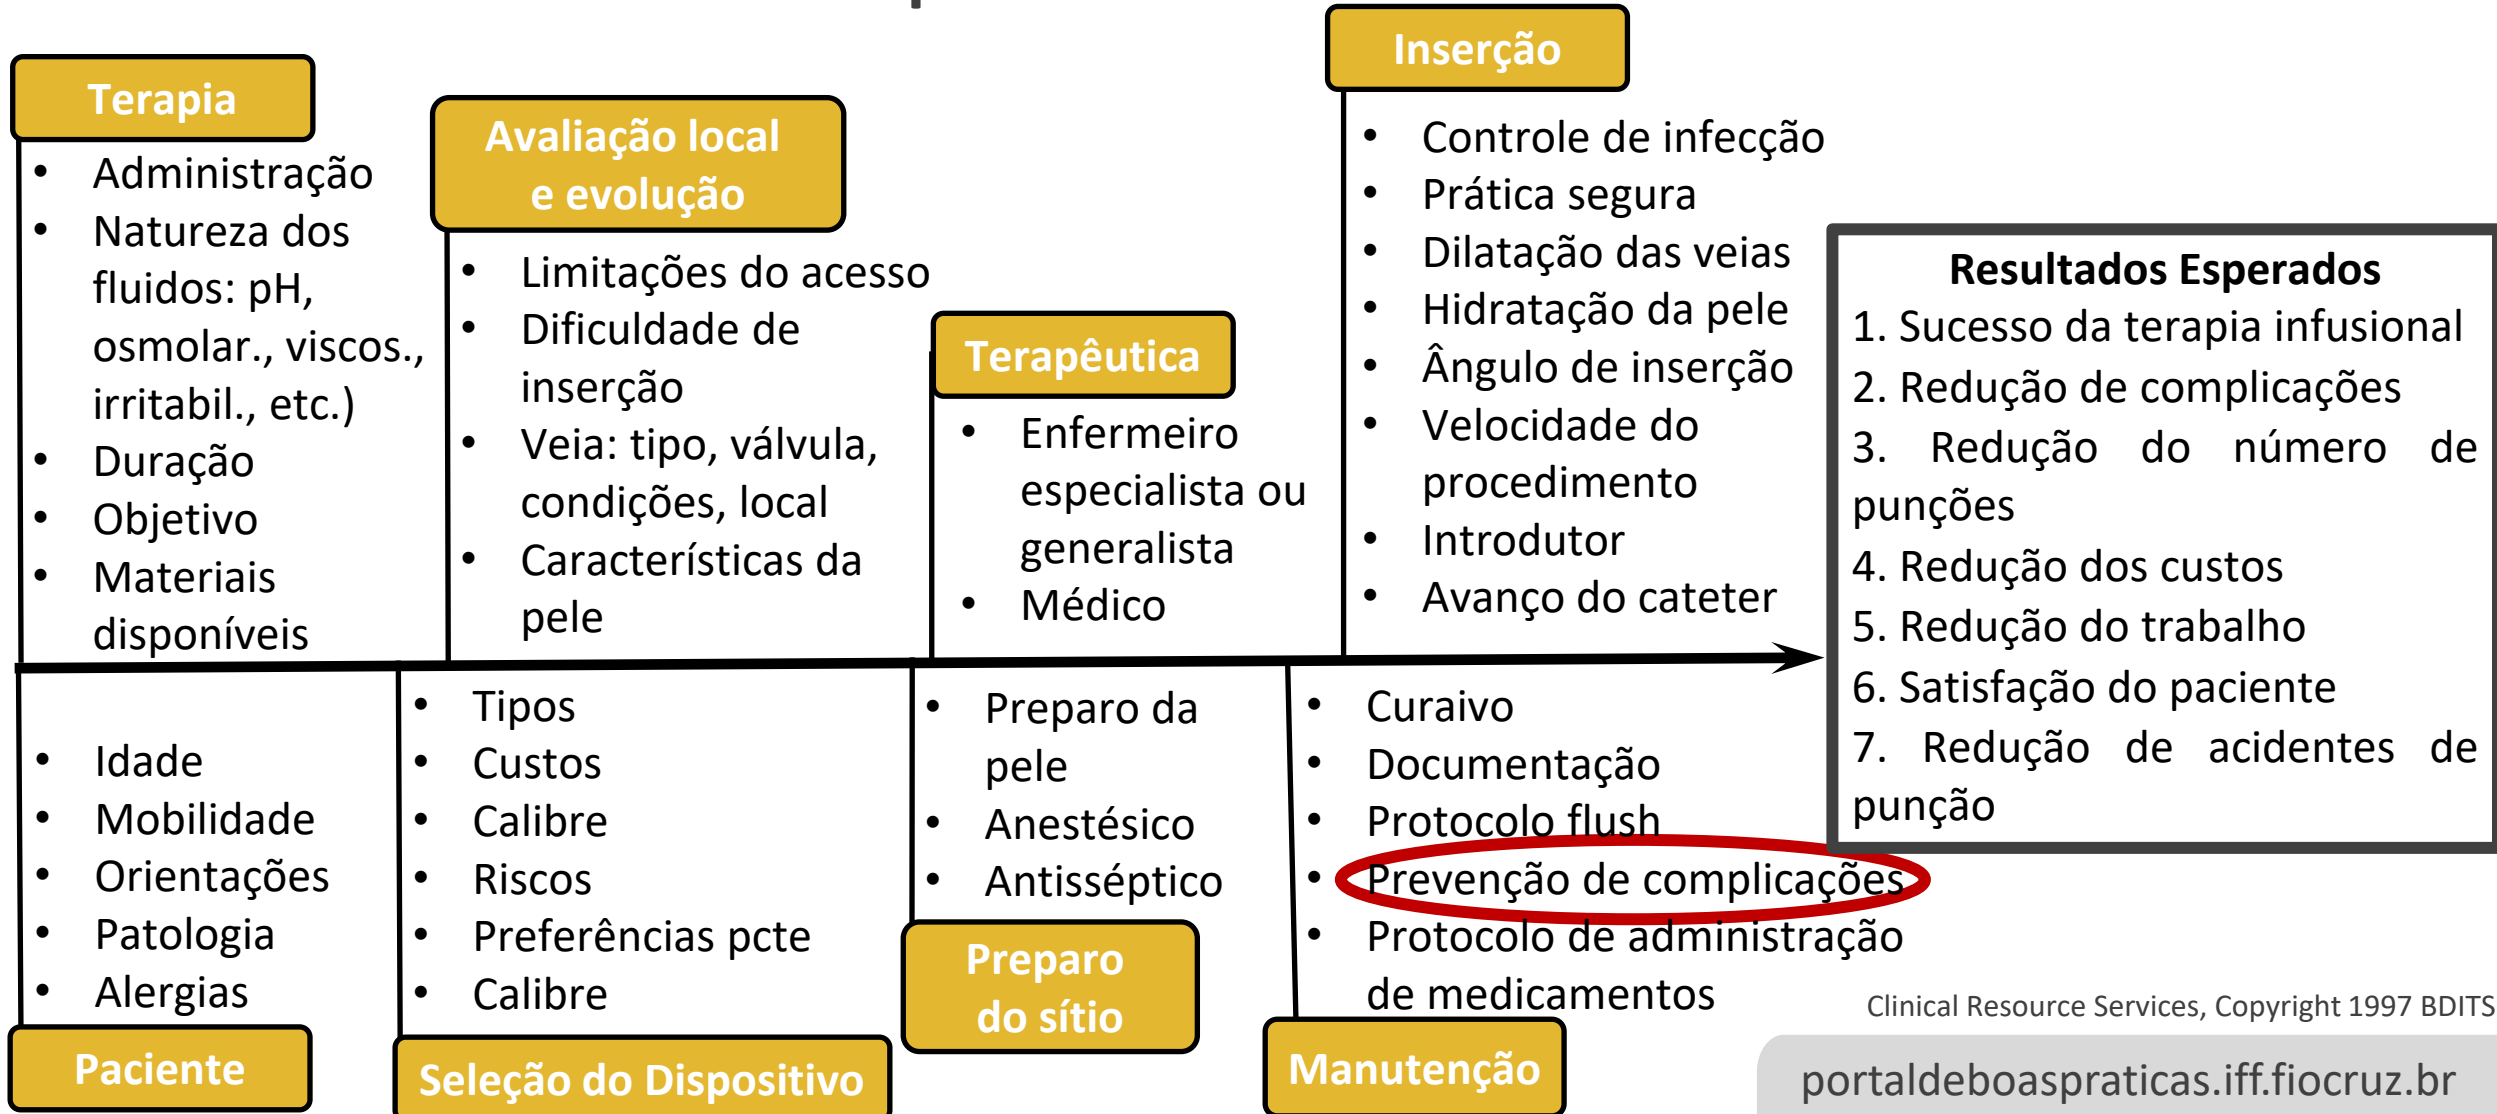 Terapia
• Administração
• Natureza dos
fluidos: pH,
osmolar., viscos.,
irritabil., etc.)
• Duração
• Objetivo
• Materiais
disponíveis
Avaliação local
e evolução
• Limitações do acesso
• Dificuldade de
inserção
• Veia: tipo, válvula,
condições, local
• Características da
pele
Terapêutica
• Enfermeiro
especialista ou
generalista
• Médico
Inserção
• Controle de infecção
• Prática segura
• Dilatação das veias
• Hidratação da pele
• Ângulo de inserção
• Velocidade do
procedimento
• Introdutor
• Avanço do cateter
Resultados Esperados
1. Sucesso da terapia infusional
2. Redução de complicações
3. Redução do número de
punções
4. Redução dos custos
5. Redução do trabalho
6. Satisfação do paciente
7. Redução de acidentes de
punção
• Idade
• Mobilidade
• Orientações
• Patologia
• Alergias
Paciente
• Tipos
• Custos
• Calibre
• Riscos
• Preferências pcte
• Calibre
Seleção do Dispositivo
• Preparo da
pele
• Anestésico
• Antisséptico
Preparo
do sítio
• Curaivo
• Documentação
• Protocolo flush
• Prevenção de complicações
• Protocolo de administração
de medicamentos
Manutenção
Clinical Resource Services, Copyright 1997 BDITS
portaldeboaspraticas.iff.fiocruz.br